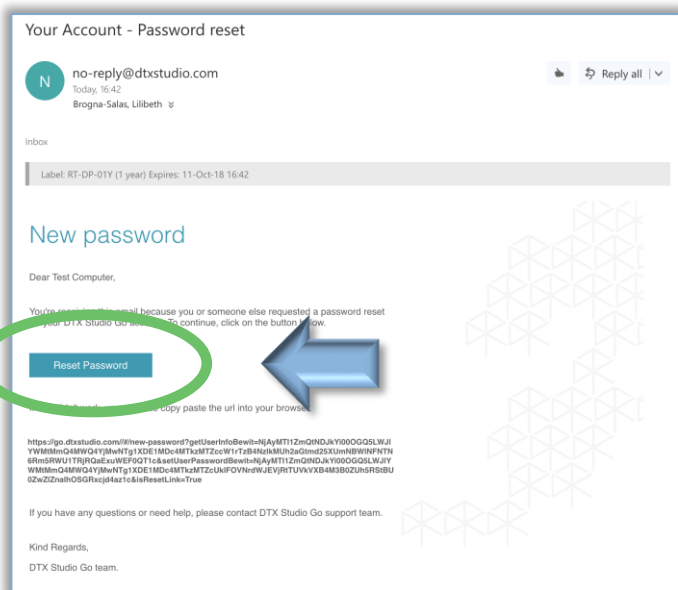 Your Account - Password reset
N
no-reply@dtxstudio.com
Today, 16:42
Brogna-Salas, Lilibeth
Reply all
Inbox
Label: RT-DP-01Y (1 year) Expires: 11-Oct-18 16:42
New password
Dear Test Computer,
You're receiving this email because you or someone else requested a password reset
your DTX Studio Go To continue, click on the button below.
Reset Password
copy paste the url into your browser
https://go.dtxstudio.com//#/new-password?getUserInfoBewit=NjAyMTI1ZmQtNDJkYi00OGQ5LWJl
YWMtMmQ4MWQ4YjMwNTg1XDE1MDc4MTkzMTZccW1rTzB4NzlkMUh2aGtmd25XUmNBWlNFNTN
6Rm5RWU1TRjRQaExuWEF0QT1c&setUserPasswordBewit=NjAyMTI1ZmQtNDJkYi00OGQ5LWJlY
WMtMmQ4MWQ4YjMwNTg1XDE1MDc4MTkzMTZcUklFOVNrdWJEVjRtTUVkVXB4M3B0ZUh5RStBU
0ZwZlZnalhOSGRxcjd4az1c&isResetLink=True
If you have any questions or need help, please contact DTX Studio Go support team.
Kind Regards,
DTX Studio Go team.